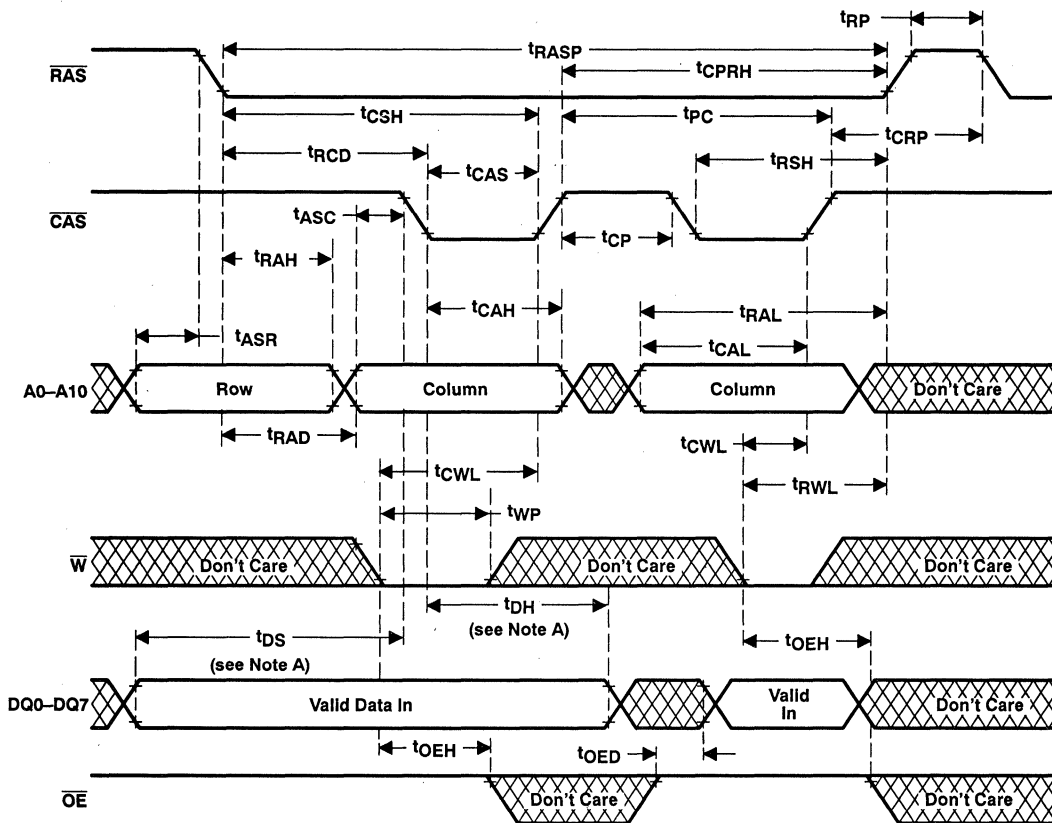 tRP
tRASP
RAS
tCPRH
tCSH
tPC
tCRP
tRCD
tRSH
tCAS
CAS
tASC
tCP
tRAH
tCAH
tRAL
tASR
tCAL
A0–A10
Row
Column
Column
Don't Care
tRAD
tCWL
tCWL
tRWL
tWP
W
Don't Care
Don't Care
Don't Care
tDH
(see Note A)
tDS
(see Note A)
tOEH
DQ0–DQ7
Valid Data In
Valid
In
Don't Care
tOEH
tOED
OE
Don't Care
Don't Care